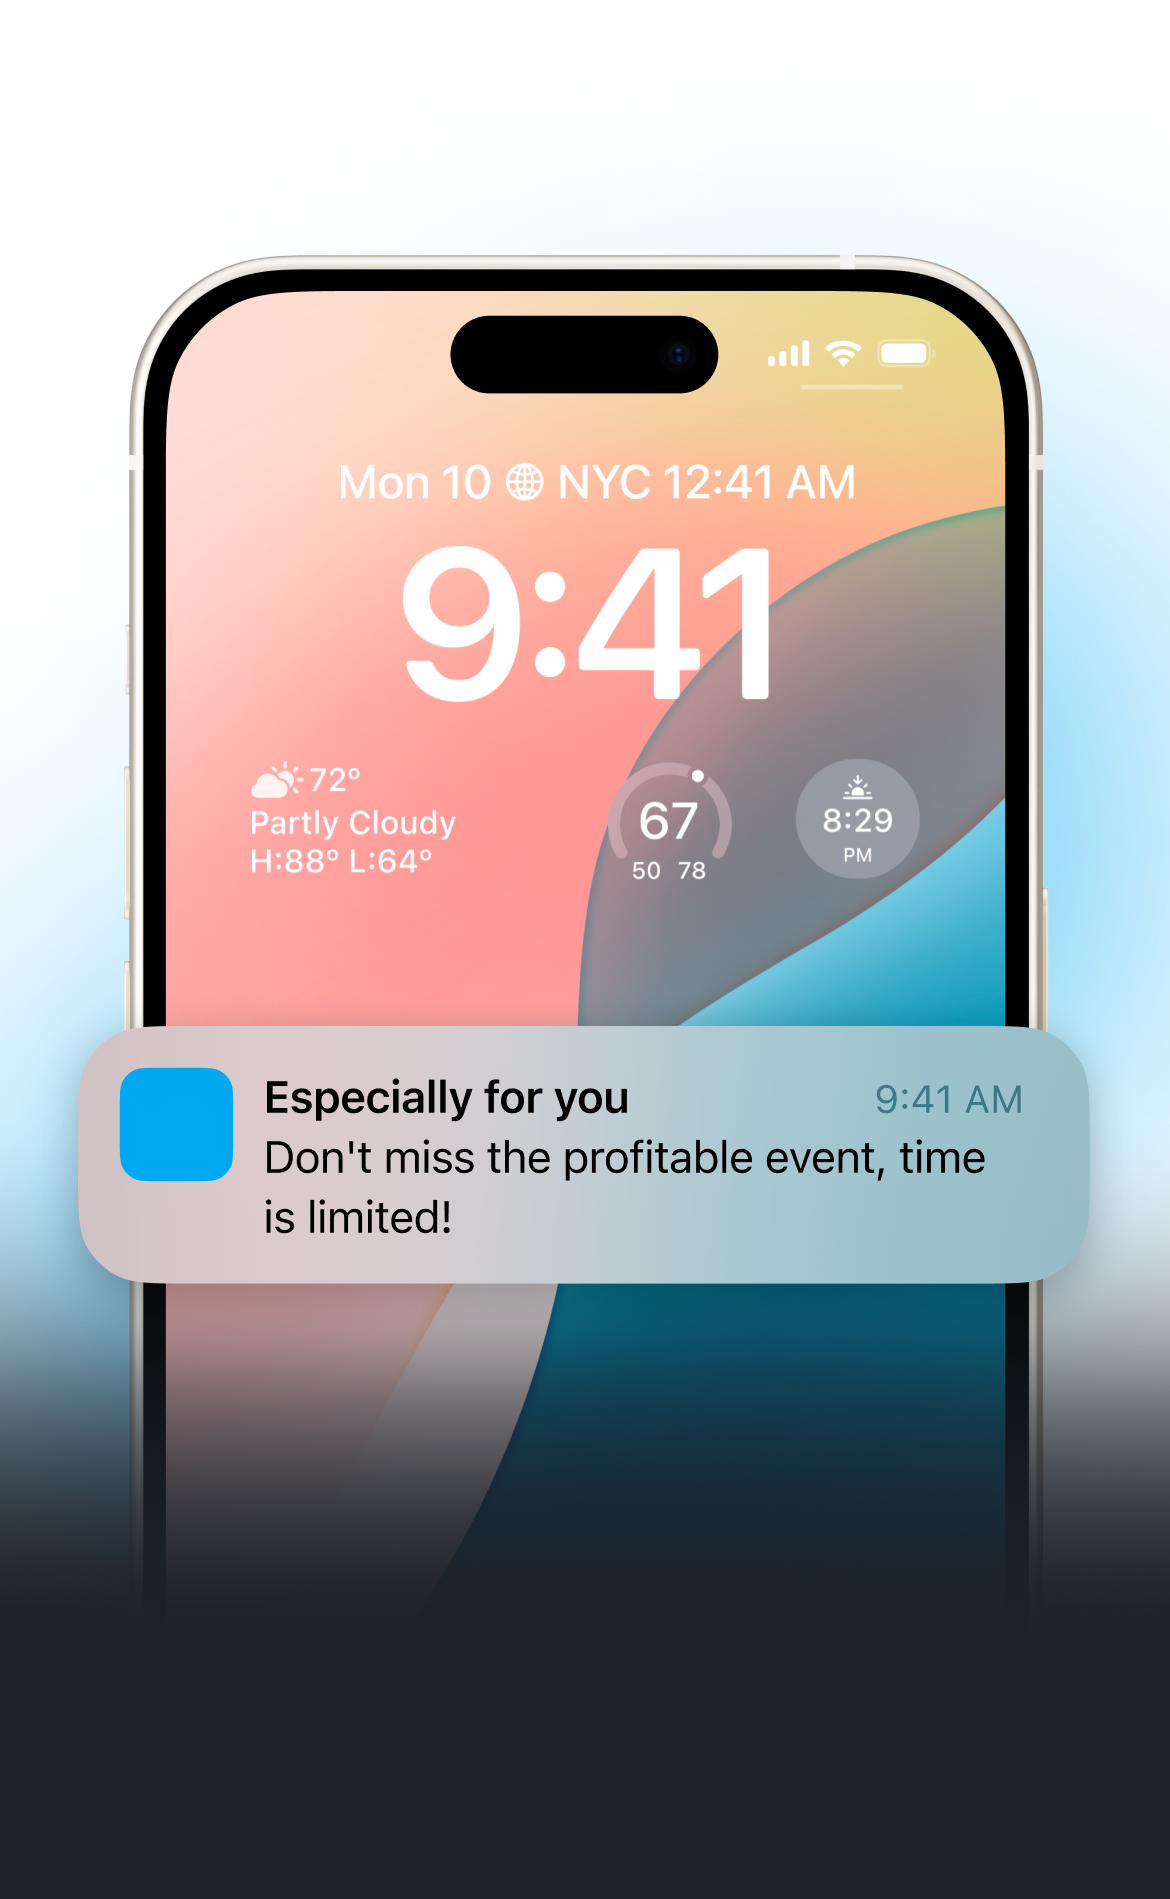 Mon 10 NYC 12:41 AM
9:41
72°
Partly Cloudy
H:88° L:64°
67
50 78
8:29
PM
Especially for you 9:41 AM
Don't miss the profitable event, time
is limited!